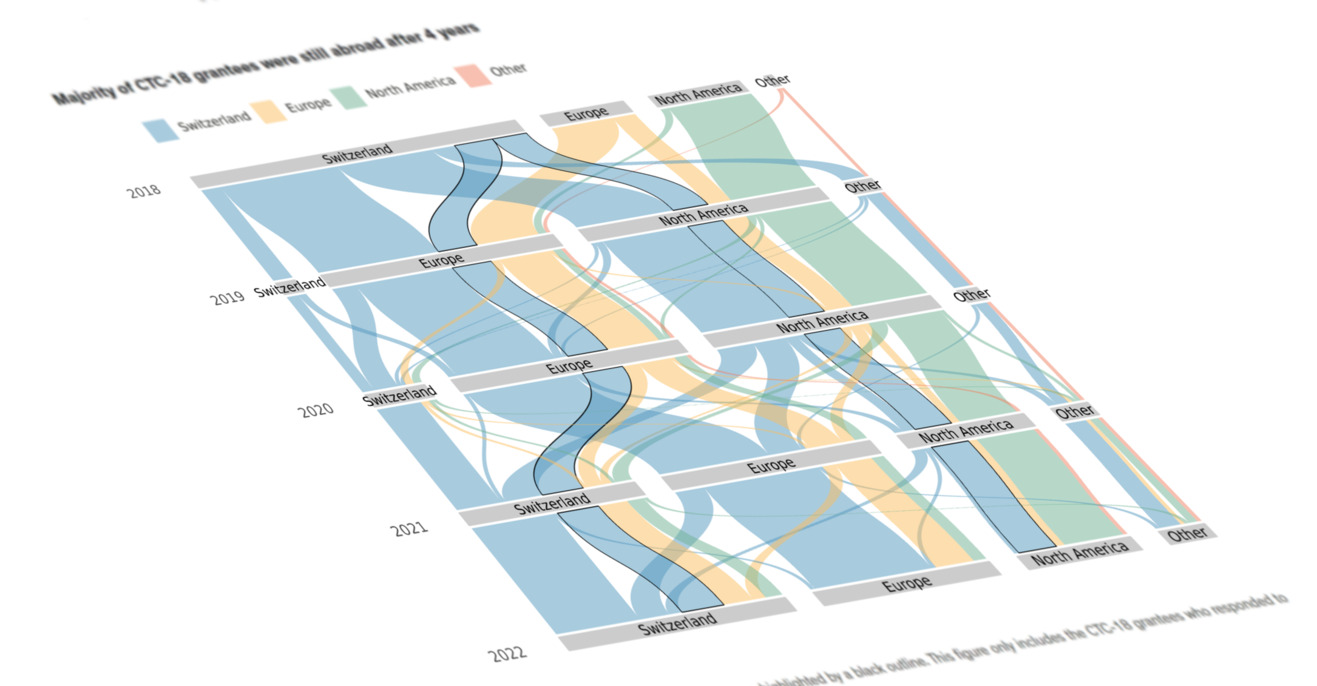 Majority of CTC-18 grantees were still abroad after 4 years
Switzerland Europe North America Other
2018 Switzerland Europe North America Other
2019 Switzerland Europe North America Other
2020 Switzerland Europe North America Other
2021 Switzerland Europe North America Other
2022 Switzerland Europe North America Other
highlighted by a black outline. This figure only includes the CTC-18 grantees who responded to